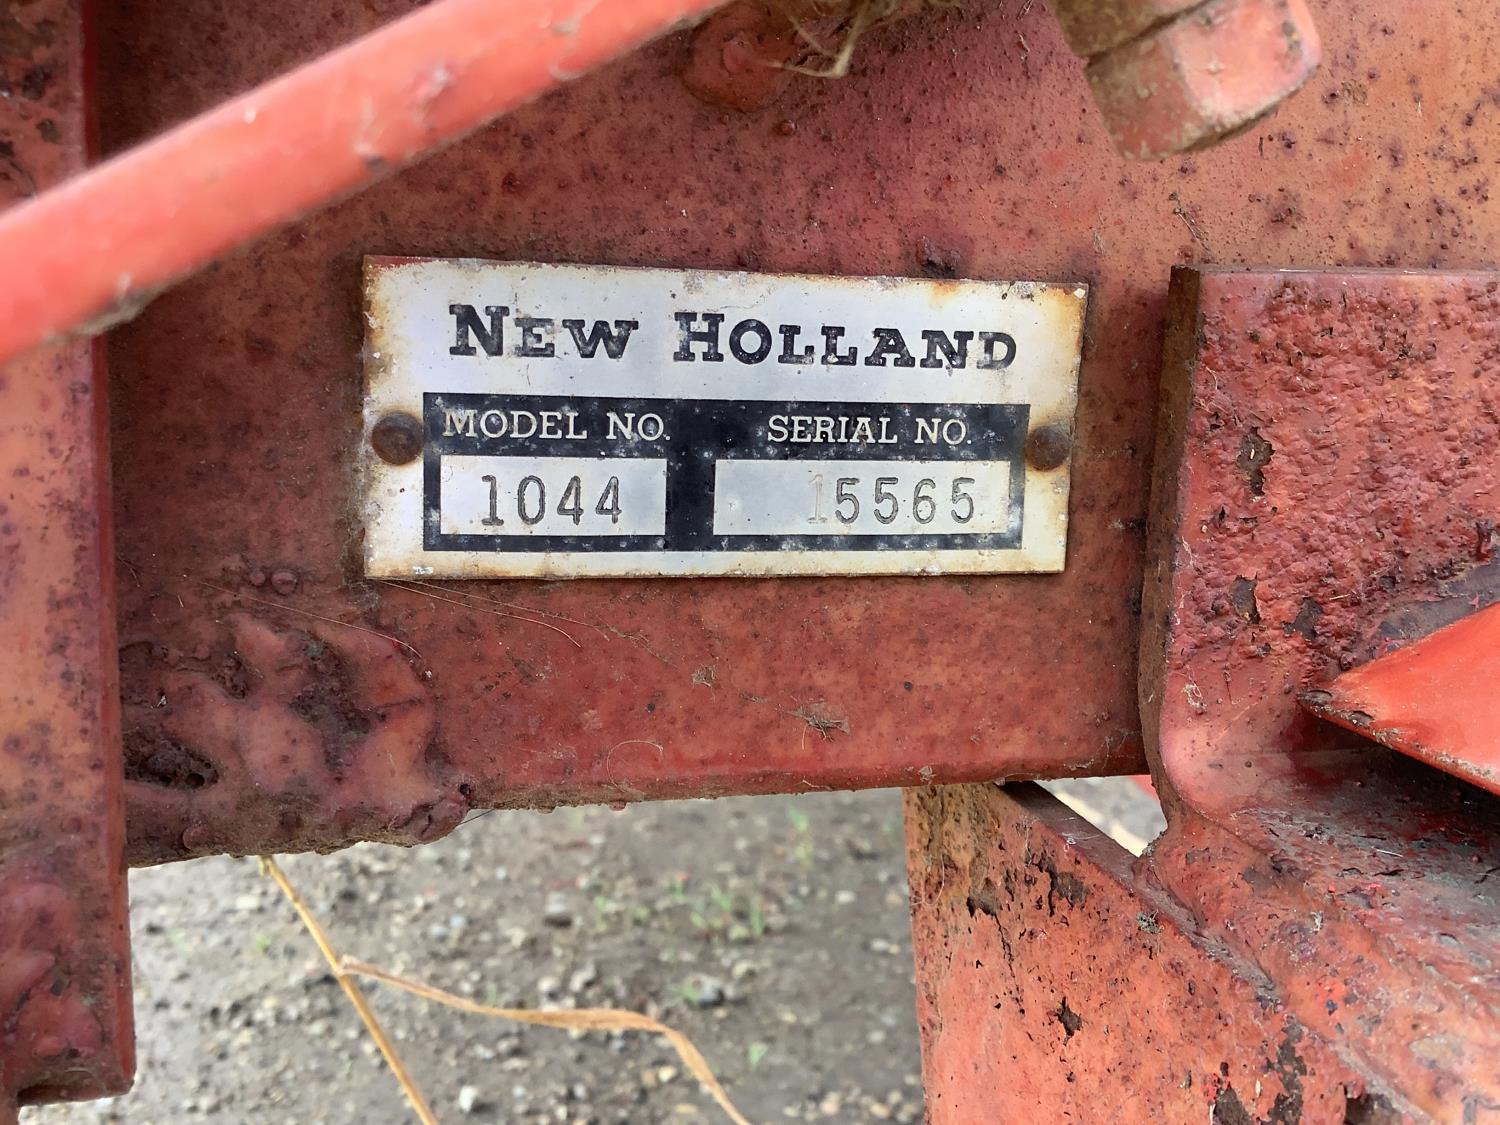 NEW HOLLAND
MODEL NO. SERIAL NO.
1044 15565